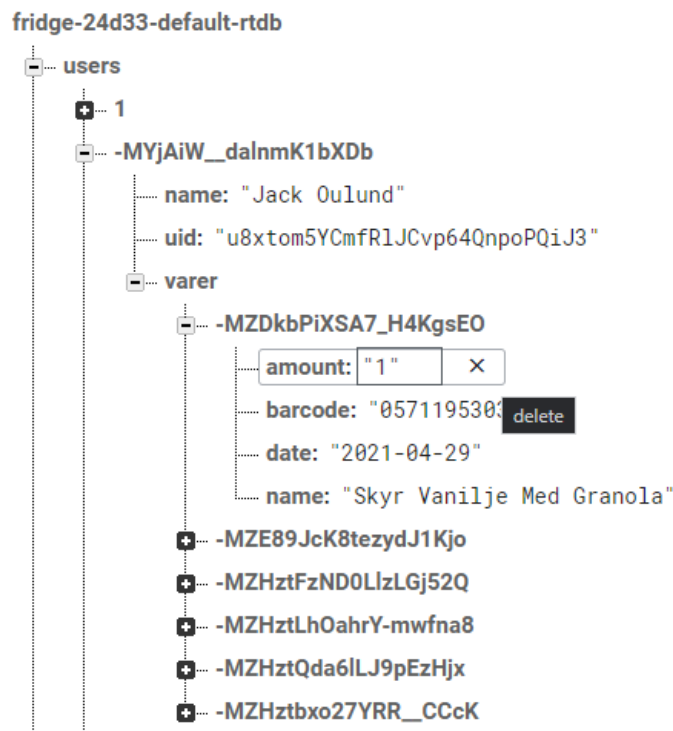 fridge-24d33-default-rtdb
users
1
-MYjAiW__dalnmK1bXDb
name: "Jack Oulund"
uid: "u8xtom5YCmfRlJCvp64QnpoPQiJ3"
varer
-MZDkbPiXSA7_H4KgsEO
amount: "1" ×
barcode: "0571195303
delete
date: "2021-04-29"
name: "Skyr Vanilje Med Granola"
-MZE89JcK8tezydJ1Kjo
-MZHztFzND0LlzLGj52Q
-MZHztLhOahrY-mwfna8
-MZHztQda6lLJ9pEzHjx
-MZHztbxo27YRR__CCcK